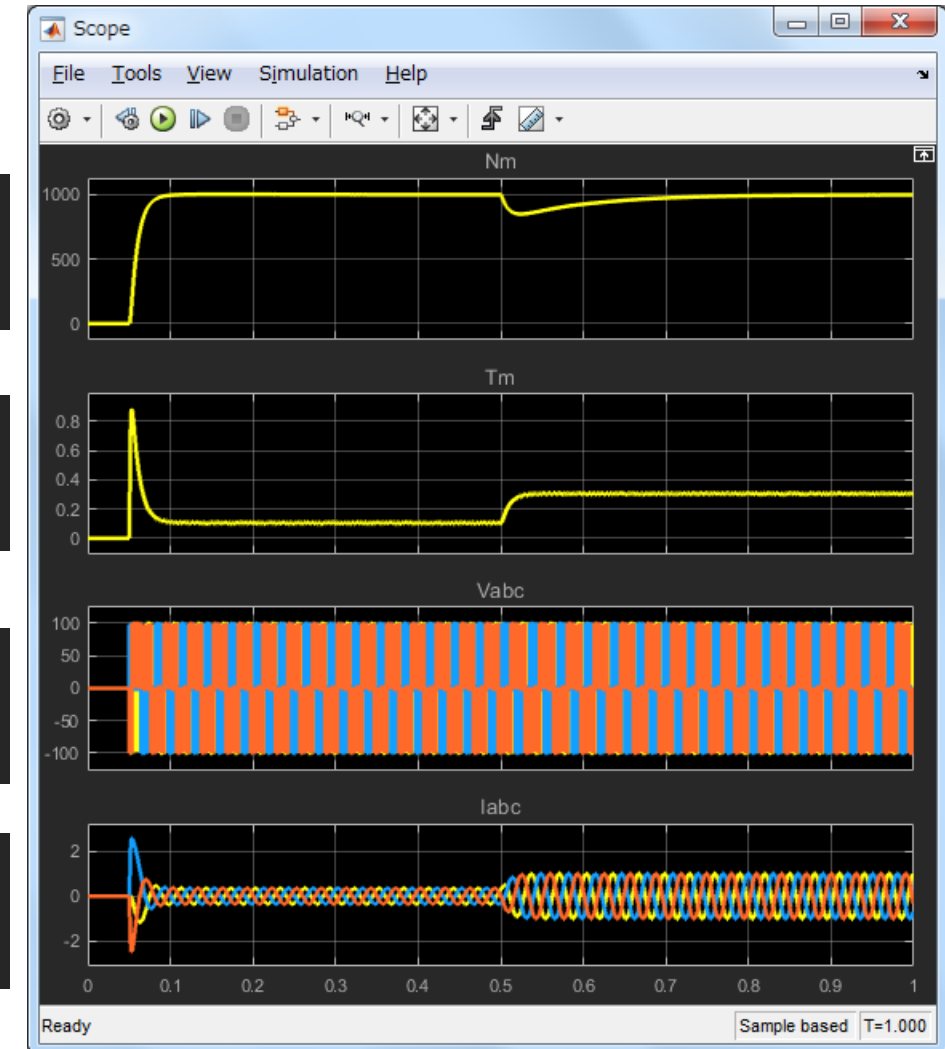 Scope
File Tools View Simulation Help
Nm
1000
500
0
Tm
0.8
0.6
0.4
0.2
0
Vabc
100
50
0
-50
-100
Iabc
2
0
-2
0 0.1 0.2 0.3 0.4 0.5 0.6 0.7 0.8 0.9 1
Ready Sample based T=1.000